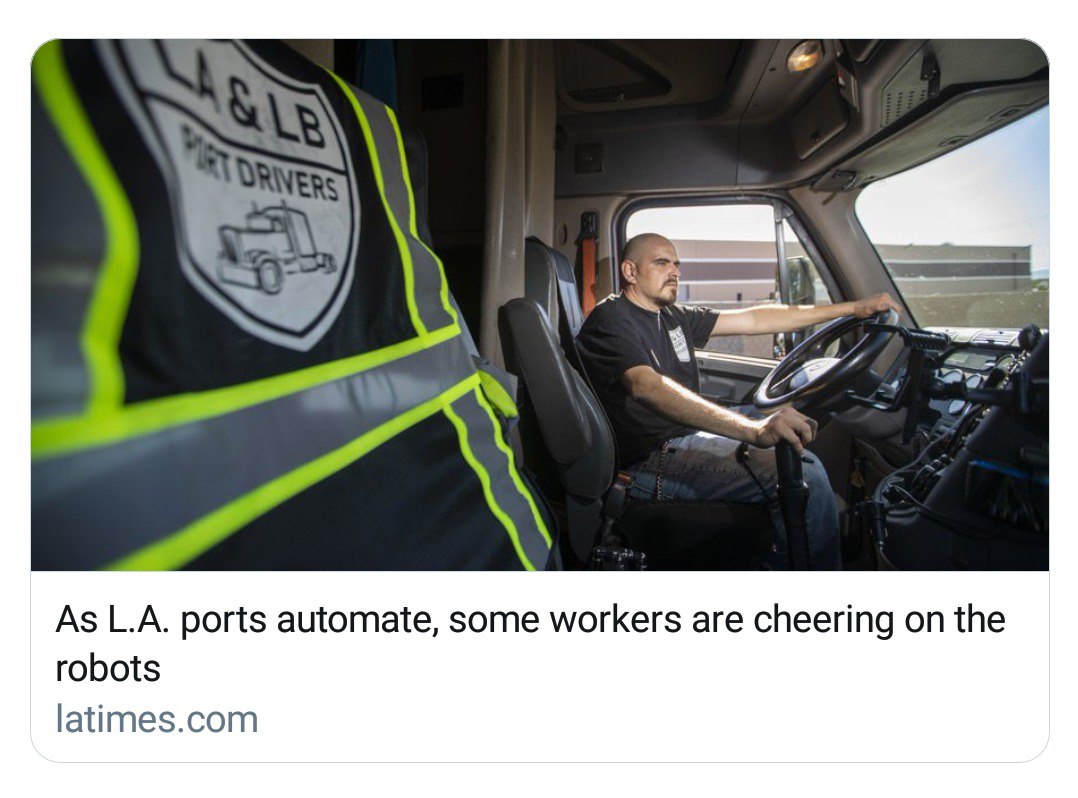 LA & LB
PORT DRIVERS
As L.A. ports automate, some workers are cheering on the
robots
latimes.com